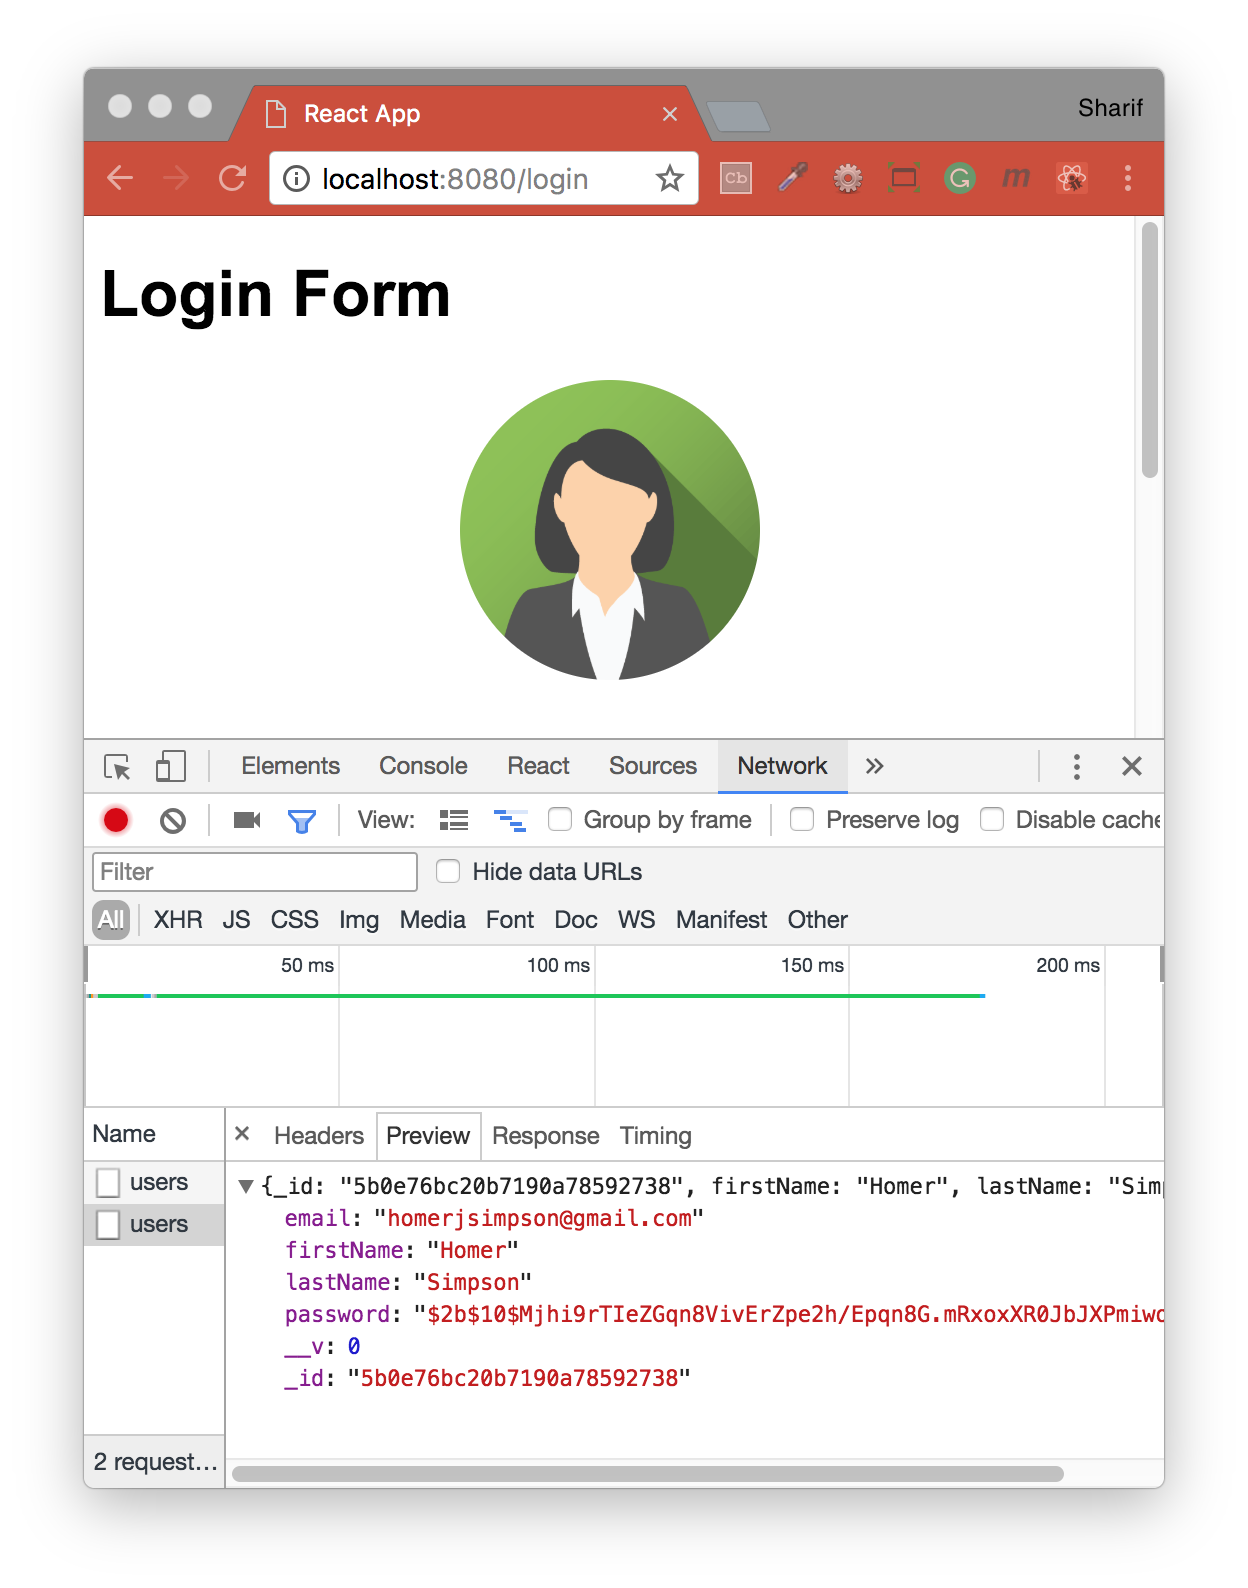 React App
Sharif
localhost:8080/login
Cb
G
m
Login Form
Elements Console React Sources Network
View: Group by frame Preserve log Disable cache
Filter Hide data URLs
All XHR JS CSS Img Media Font Doc WS Manifest Other
50 ms 100 ms 150 ms 200 ms
Name Headers Preview Response Timing
users {_id: "5b0e76bc20b7190a78592738", firstName: "Homer", lastName: "Simp
email: "homerjsimpson@gmail.com"
users
firstName: "Homer"
lastName: "Simpson"
password: "$2b$10$Mjhi9rTIeZGqn8VivErZpe2h/Epqn8G.mRxoxXR0JbJXPmiwo
__v: 0
_id: "5b0e76bc20b7190a78592738"
2 request...